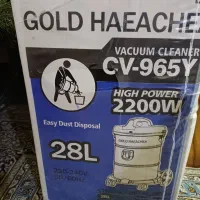 GOLD HAEACHE
VACUUM CLEANER
CV-965Y
HIGH POWER
2200W
Easy Dust Disposal
28L